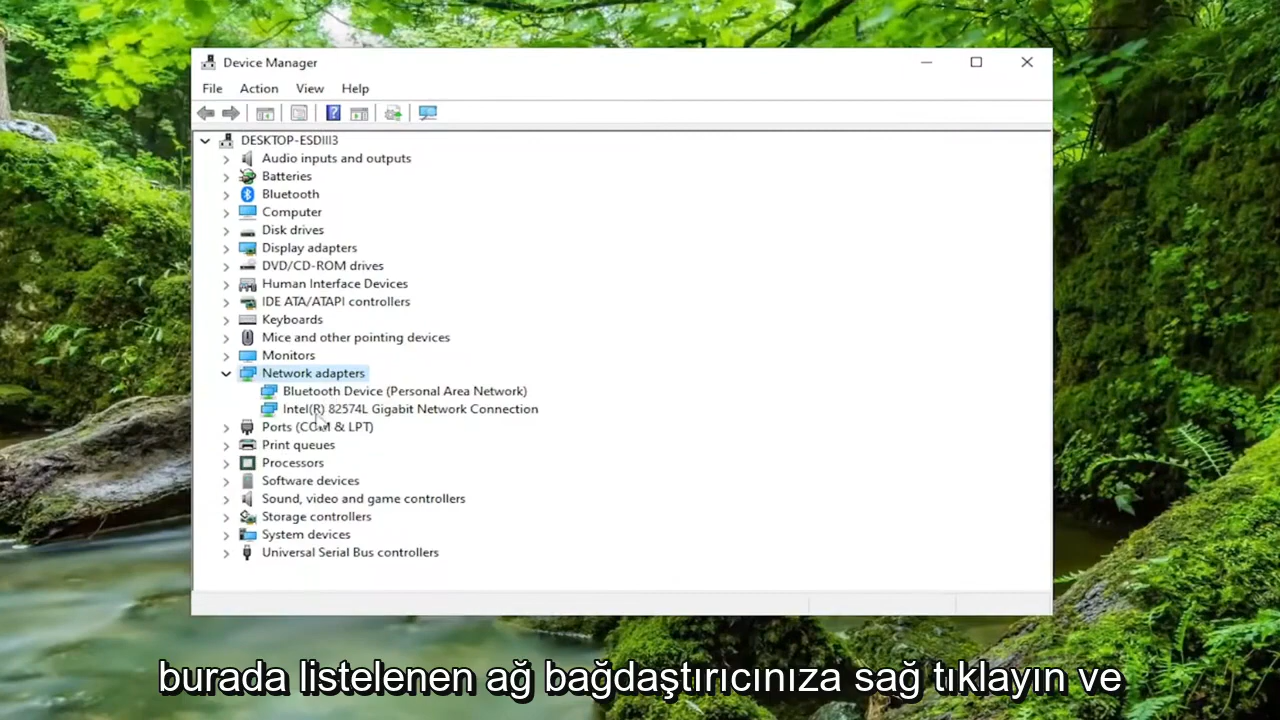 Device Manager
File Action View Help
DESKTOP-ESDIII3
Audio inputs and outputs
Batteries
Bluetooth
Computer
Disk drives
Display adapters
DVD/CD-ROM drives
Human Interface Devices
IDE ATA/ATAPI controllers
Keyboards
Mice and other pointing devices
Monitors
Network adapters
Bluetooth Device (Personal Area Network)
Intel(R) 82574L Gigabit Network Connection
Ports (COM & LPT)
Print queues
Processors
Software devices
Sound, video and game controllers
Storage controllers
System devices
Universal Serial Bus controllers
burada listelenen ağ bağdaştırıcınıza sağ tıklayın ve